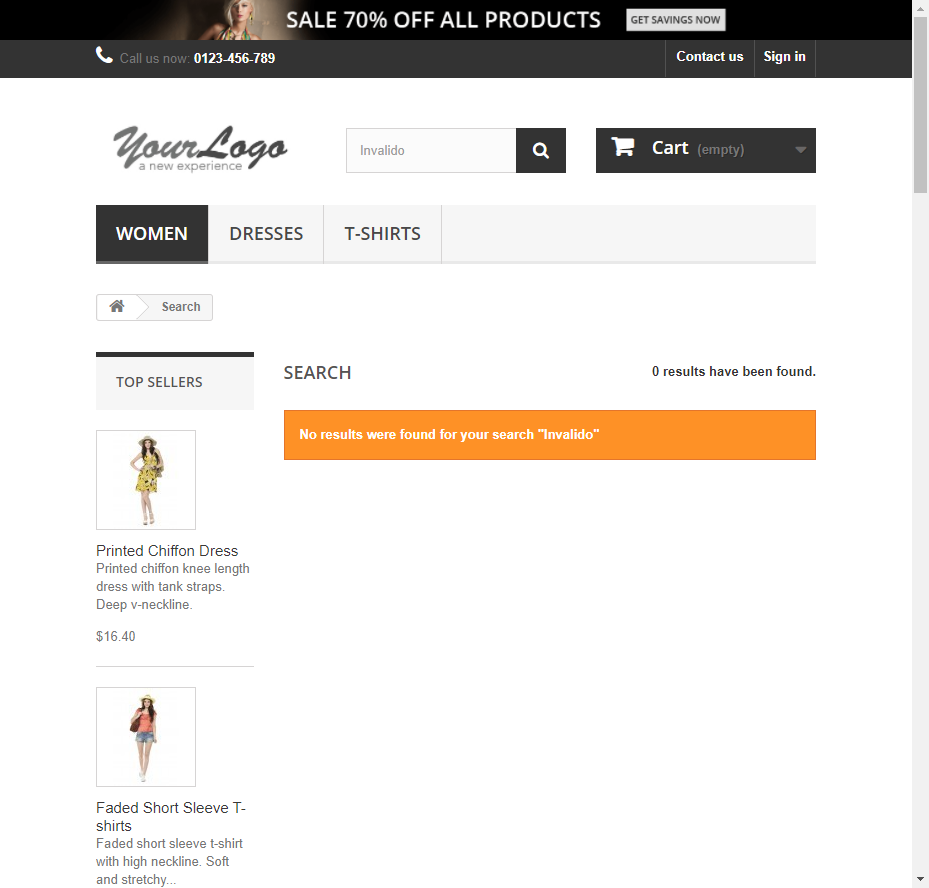 SALE 70% OFF ALL PRODUCTS GET SAVINGS NOW
Call us now: 0123-456-789 Contact us Sign in
YourLogo
a new experience
Invalido
Cart (empty)
WOMEN DRESSES T-SHIRTS
Search
TOP SELLERS
SEARCH 0 results have been found.
No results were found for your search "Invalido"
Printed Chiffon Dress
Printed chiffon knee length
dress with tank straps.
Deep v-neckline.
$16.40
Faded Short Sleeve T-
shirts
Faded short sleeve t-shirt
with high neckline. Soft
and stretchy...